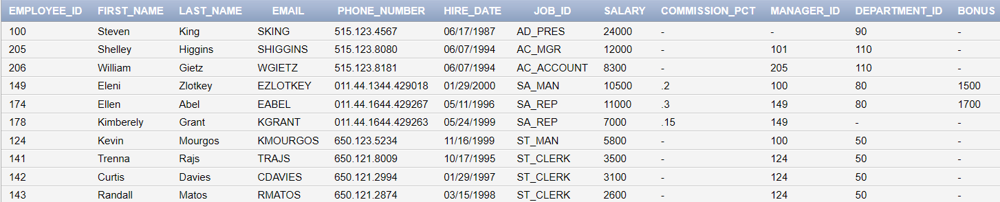 EMPLOYEE_ID FIRST_NAME LAST_NAME EMAIL PHONE_NUMBER HIRE_DATE JOB_ID SALARY COMMISSION_PCT MANAGER_ID DEPARTMENT_ID BONUS
100 Steven King SKING 515.123.4567 06/17/1987 AD_PRES 24000 - - 90 -
205 Shelley Higgins SHIGGINS 515.123.8080 06/07/1994 AC_MGR 12000 - 101 110 -
206 William Gietz WGIETZ 515.123.8181 06/07/1994 AC_ACCOUNT 8300 - 205 110 -
149 Eleni Zlotkey EZLOTKEY 011.44.1344.429018 01/29/2000 SA_MAN 10500 .2 100 80 1500
174 Ellen Abel EABEL 011.44.1644.429267 05/11/1996 SA_REP 11000 .3 149 80 1700
178 Kimberely Grant KGRANT 011.44.1644.429263 05/24/1999 SA_REP 7000 .15 149 - -
124 Kevin Mourgos KMOURGOS 650.123.5234 11/16/1999 ST_MAN 5800 - 100 50 -
141 Trenna Rajs TRAJS 650.121.8009 10/17/1995 ST_CLERK 3500 - 124 50 -
142 Curtis Davies CDAVIES 650.121.2994 01/29/1997 ST_CLERK 3100 - 124 50 -
143 Randall Matos RMATOS 650.121.2874 03/15/1998 ST_CLERK 2600 - 124 50 -